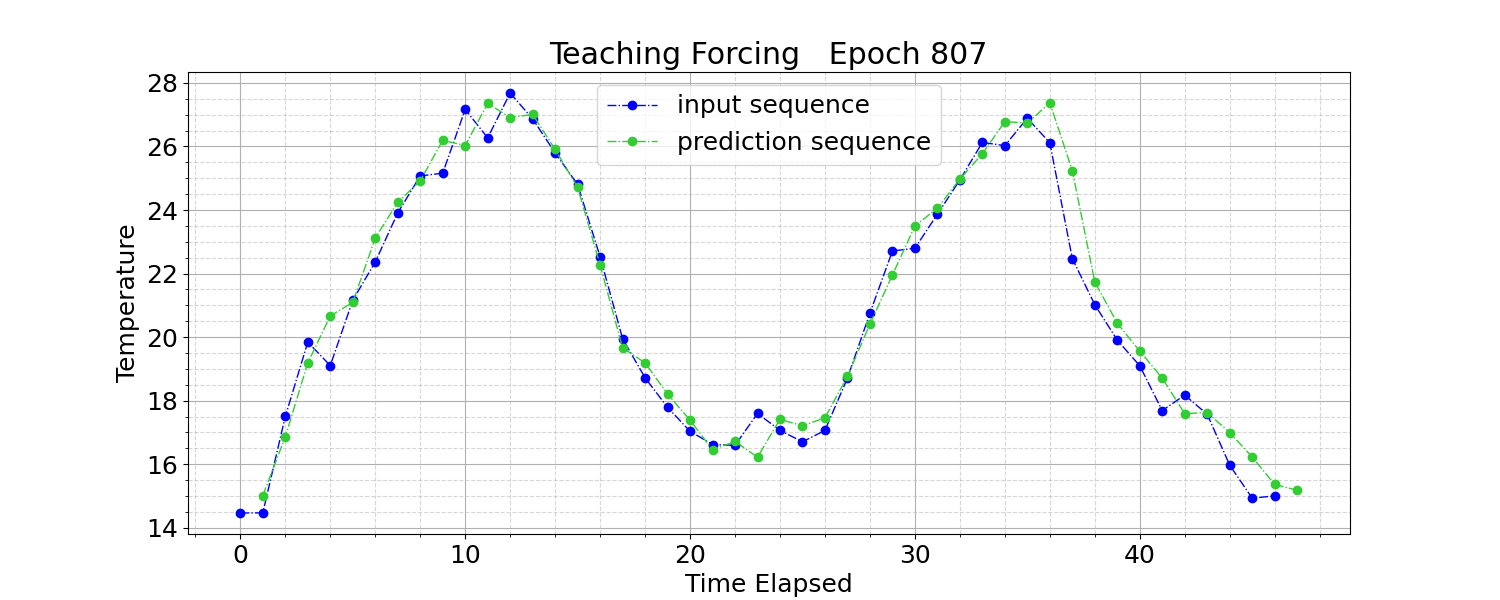 Teaching Forcing   Epoch 807
input sequence
prediction sequence
28
26
24
22
20
18
16
14
Temperature
0 10 20 30 40
Time Elapsed